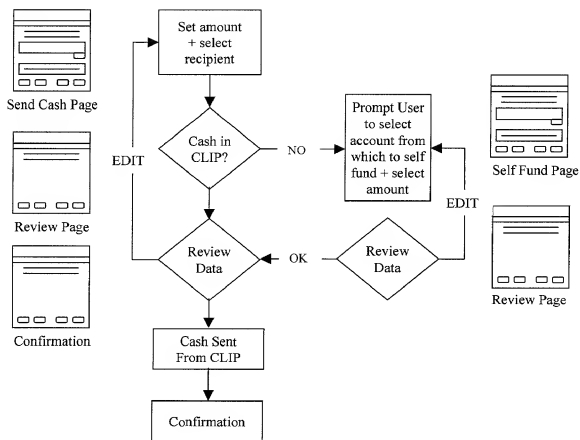 Send Cash Page
Review Page
Confirmation
Set amount
+ select
recipient
Cash in
CLIP?
EDIT
NO
Prompt User
to select
account from
which to self
fund + select
amount
Self Fund Page
EDIT
Review Page
Review
Data
OK
Review
Data
Cash Sent
From CLIP
Confirmation